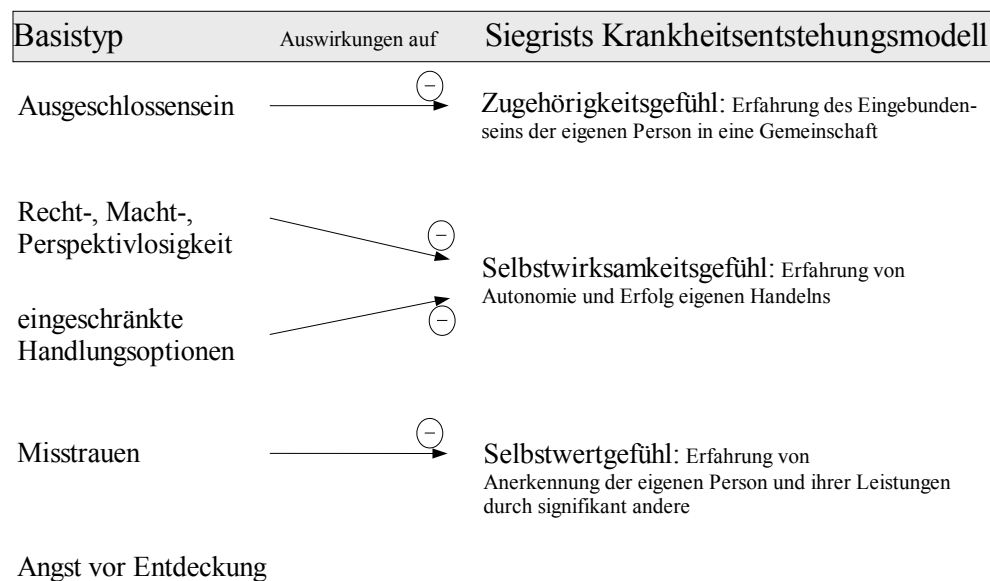 Basistyp Auswirkungen auf Siegrists Krankheitsentstehungsmodell
Ausgeschlossensein
−
Zugehörigkeitsgefühl: Erfahrung des Eingebunden-
seins der eigenen Person in eine Gemeinschaft
Recht-, Macht-,
Perspektivlosigkeit
−
Selbstwirksamkeitsgefühl: Erfahrung von
Autonomie und Erfolg eigenen Handelns
eingeschränkte
Handlungsoptionen
−
Misstrauen
−
Selbstwertgefühl: Erfahrung von
Anerkennung der eigenen Person und ihrer Leistungen
durch signifikant andere
Angst vor Entdeckung